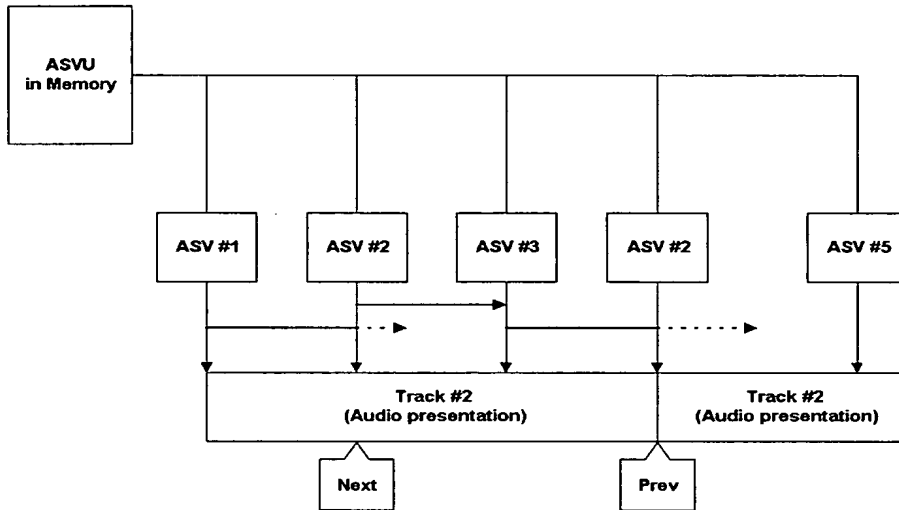 ASVU
in Memory
ASV #1
ASV #2
ASV #3
ASV #2
ASV #5
Track #2
(Audio presentation)
Track #2
(Audio presentation)
Next
Prev